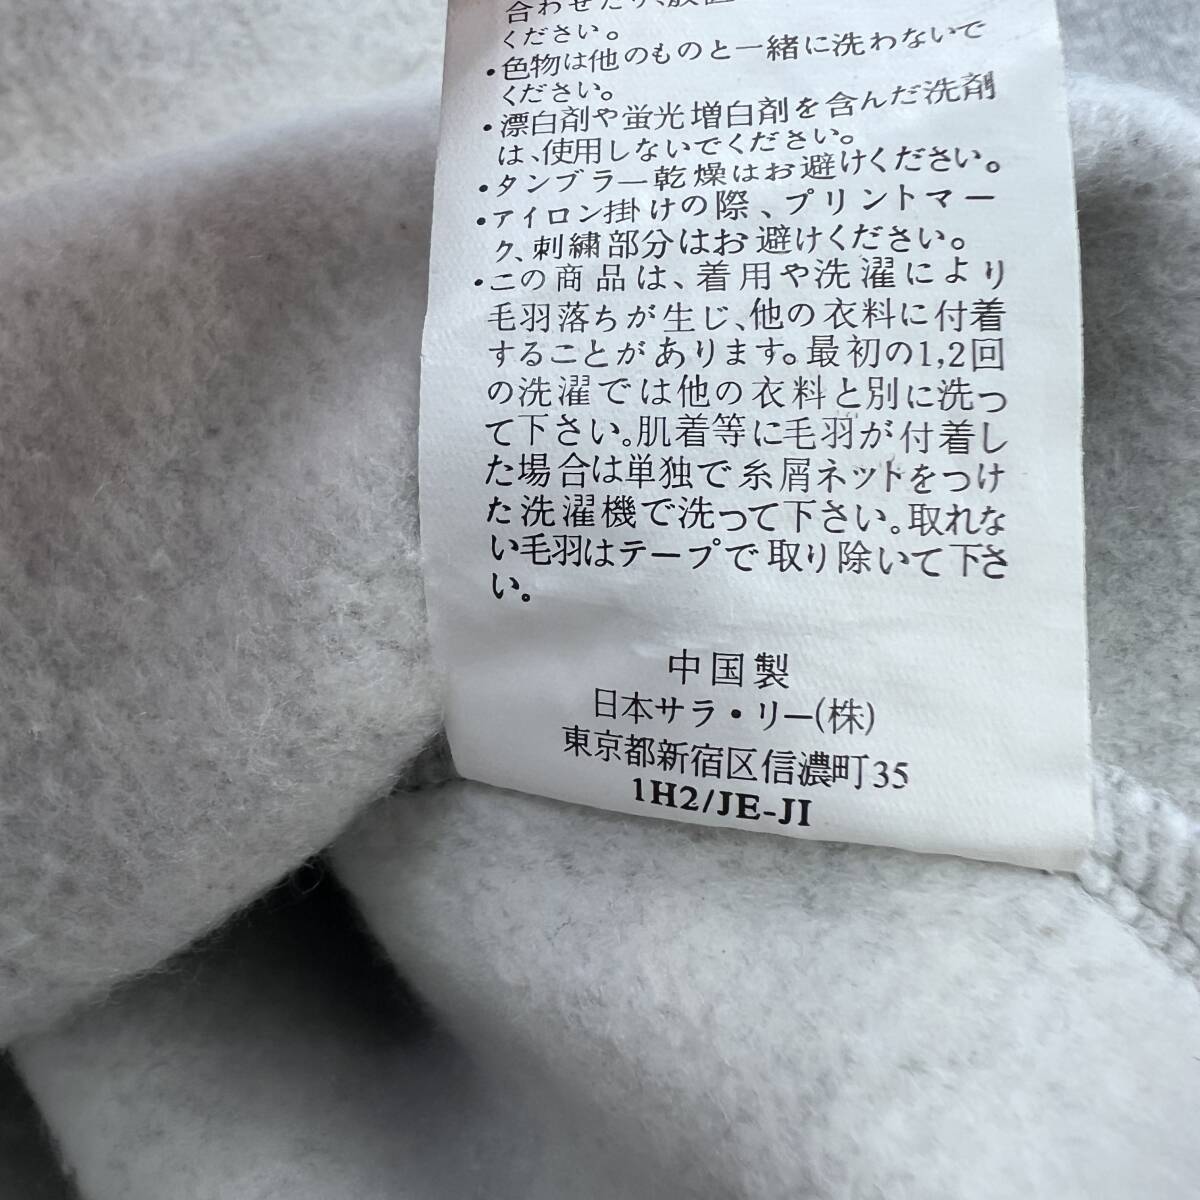 合わせたり、放置
ください。
・色物は他のものと一緒に洗わないで
ください。
・漂白剤や蛍光増白剤を含んだ洗剤
は、使用しないでください。
・タンブラー乾燥はお避けください。
・アイロン掛けの際、プリントマー
ク、刺繍部分はお避けください。
・この商品は、着用や洗濯により
毛羽落ちが生じ、他の衣料に付着
することがあります。最初の1,2回
の洗濯では他の衣料と別に洗っ
て下さい。肌着等に毛羽が付着し
た場合は単独で糸屑ネットをつけ
た洗濯機で洗って下さい。取れな
い毛羽はテープで取り除いて下さ
い。
中国製
日本サラ・リー(株)
東京都新宿区信濃町35
1H2/JE-JI